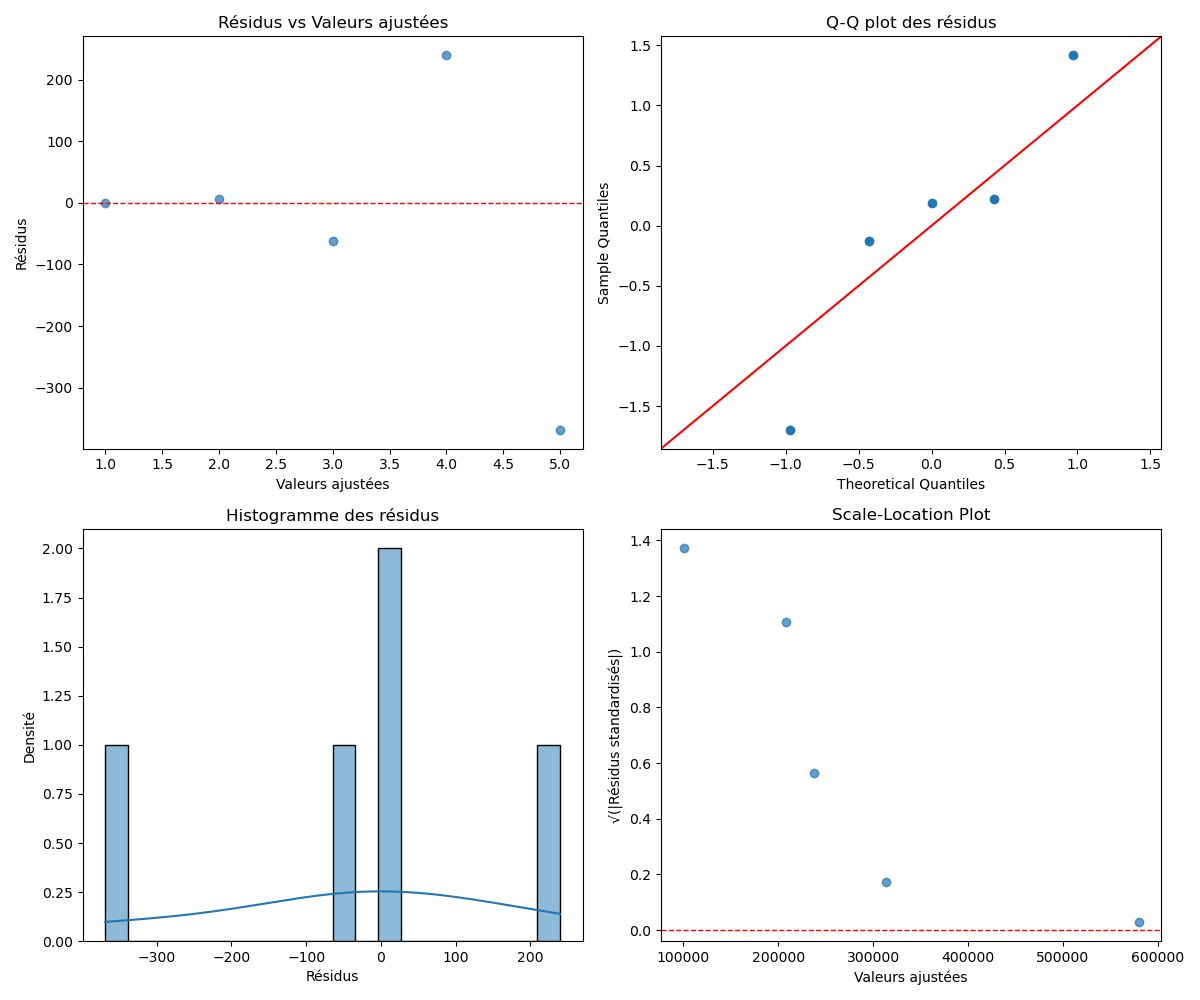 Résidus vs Valeurs ajustées
200
100
0
−100
−200
−300
Résidus
1.0 1.5 2.0 2.5 3.0 3.5 4.0 4.5 5.0
Valeurs ajustées
Q-Q plot des résidus
1.5
1.0
0.5
0.0
−0.5
−1.0
−1.5
Sample Quantiles
−1.5 −1.0 −0.5 0.0 0.5 1.0 1.5
Theoretical Quantiles
Histogramme des résidus
2.00
1.75
1.50
1.25
1.00
0.75
0.50
0.25
0.00
Densité
−300 −200 −100 0 100 200
Résidus
Scale-Location Plot
1.4
1.2
1.0
0.8
0.6
0.4
0.2
0.0
√(|Résidus standardisés|)
100000 200000 300000 400000 500000 600000
Valeurs ajustées